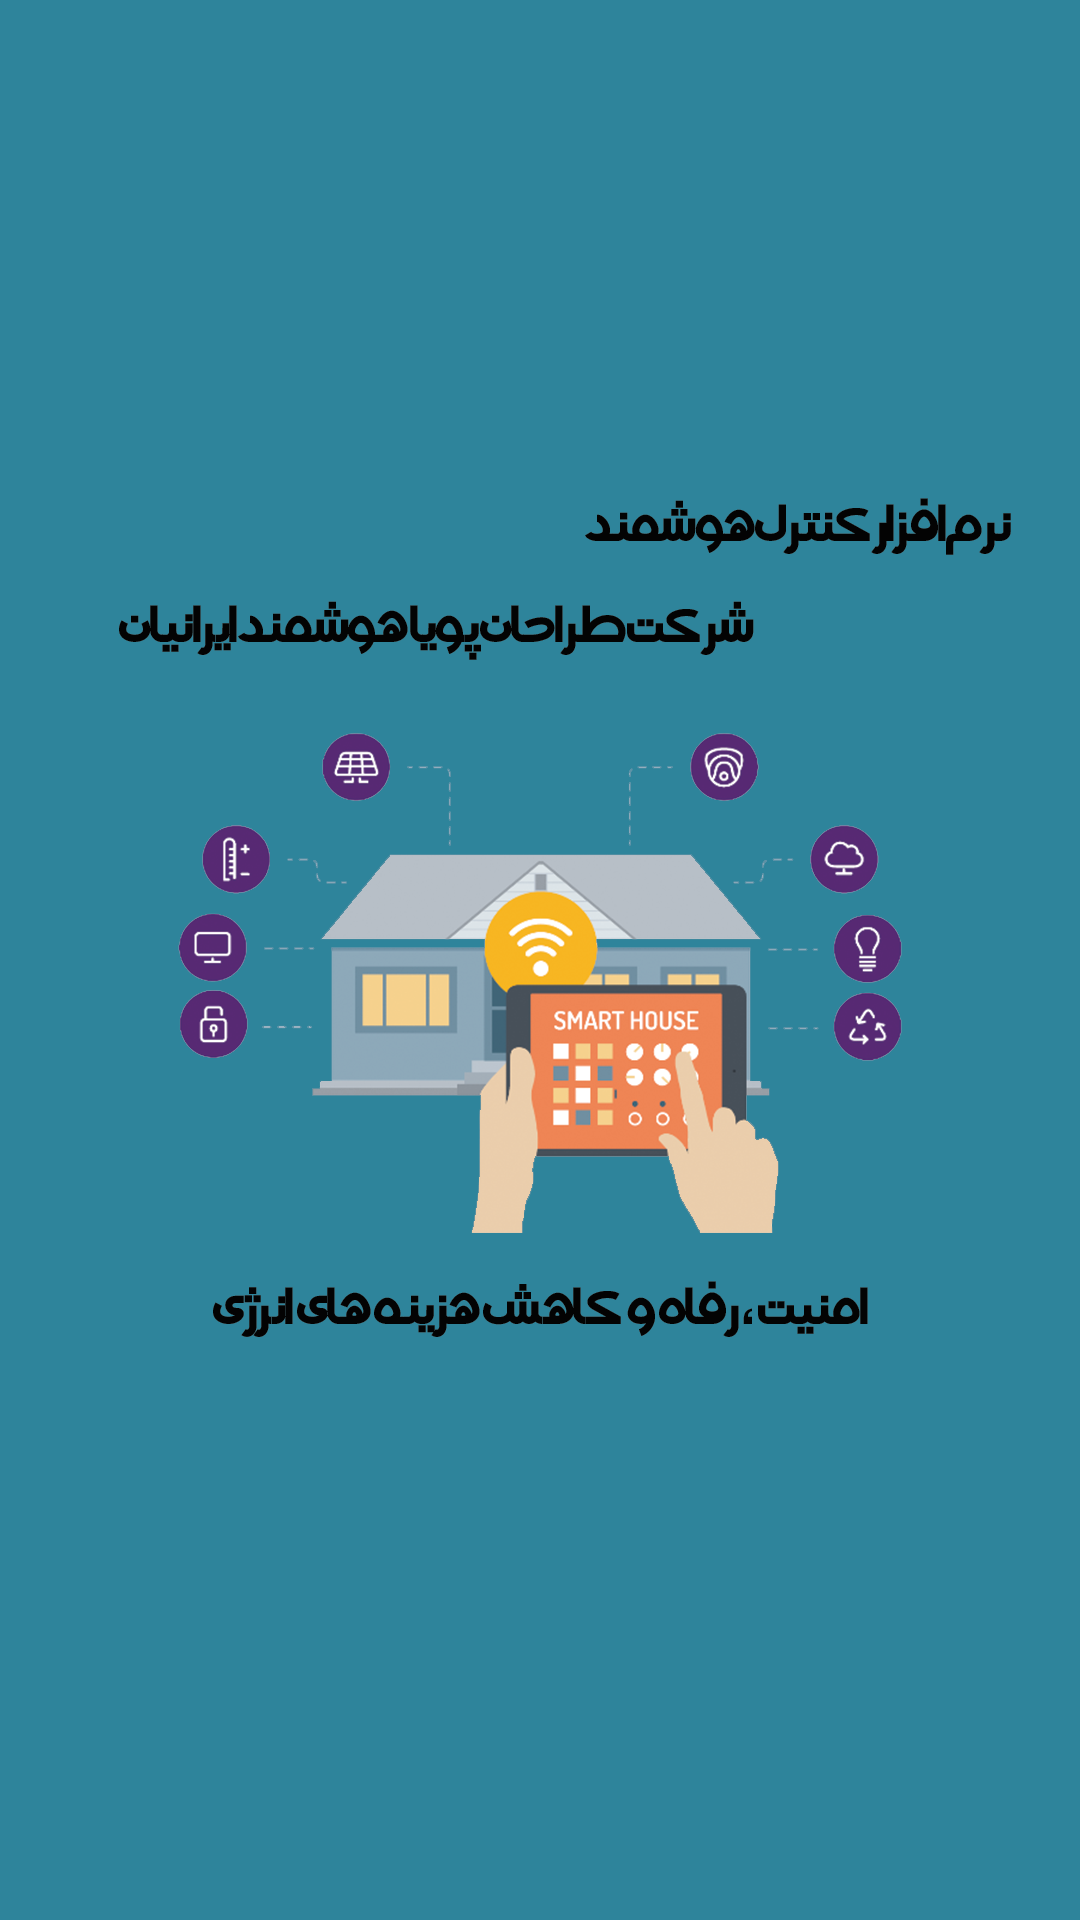 نرم افزار کنترل هوشمند
شرکت طراحان پویا هوشمند ایرانیان
SMART HOUSE
امنیت ، رفاه و کاهش هزینه های انرژی